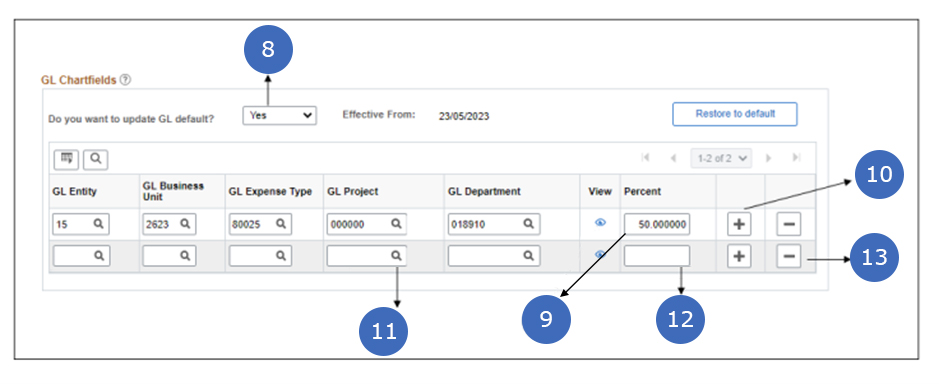 8
GL Chartfields ?
Do you want to update GL default? Yes Effective From: 23/05/2023 Restore to default
1-2 of 2
10
GL Entity GL Business Unit GL Expense Type GL Project GL Department View Percent
15 2623 80025 000000 018910 50.000000 + −
+ −
13
11 9 12